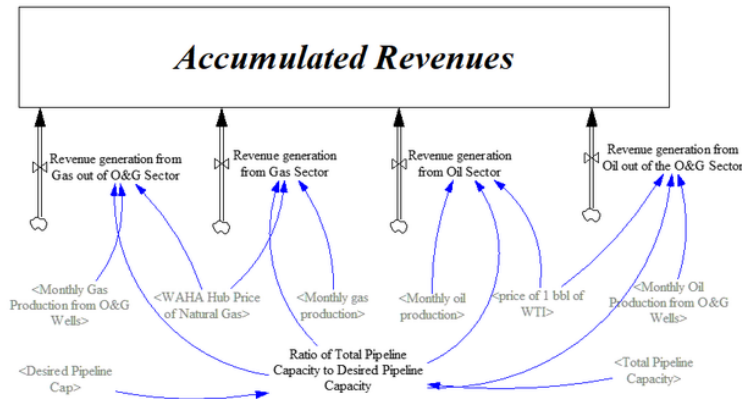 Accumulated Revenues
Revenue generation from
Gas out of O&G Sector
Revenue generation
from Gas Sector
Revenue generation
from Oil Sector
Revenue generation from
Oil out of the O&G Sector
<Monthly Gas
Production from O&G
Wells>
<WAHA Hub Price
of Natural Gas>
<Monthly gas
production>
<Monthly oil
production>
<price of 1 bbl of
WTI>
<Monthly Oil
Production from O&G
Wells>
<Desired Pipeline
Cap>
Ratio of Total Pipeline
Capacity to Desired Pipeline
Capacity
<Total Pipeline
Capacity>